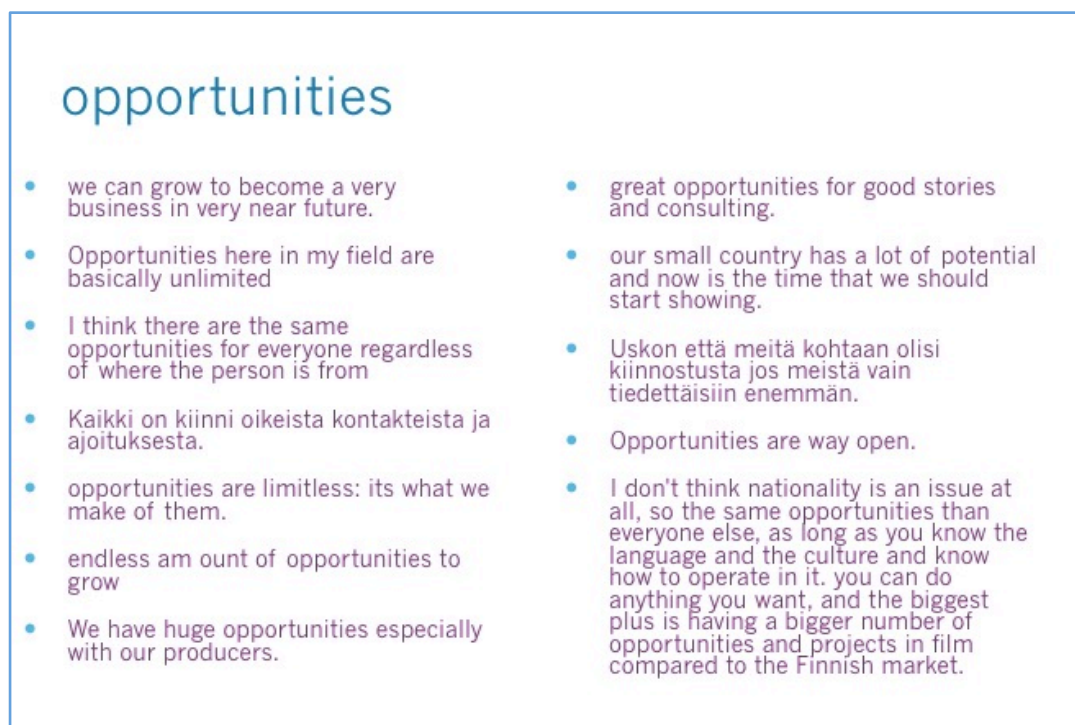 opportunities
• we can grow to become a very
business in very near future.
• Opportunities here in my field are
basically unlimited
• I think there are the same
opportunities for everyone regardless
of where the person is from
• Kaikki on kiinni oikeista kontakteista ja
ajoituksesta.
• opportunities are limitless: its what we
make of them.
• endless am ount of opportunities to
grow
• We have huge opportunities especially
with our producers.
• great opportunities for good stories
and consulting.
• our small country has a lot of potential
and now is the time that we should
start showing.
• Uskon että meitä kohtaan olisi
kiinnostusta jos meistä vain
tiedettäisiin enemmän.
• Opportunities are way open.
• I don't think nationality is an issue at
all, so the same opportunities than
everyone else, as long as you know the
language and the culture and know
how to operate in it. you can do
anything you want, and the biggest
plus is having a bigger number of
opportunities and projects in film
compared to the Finnish market.